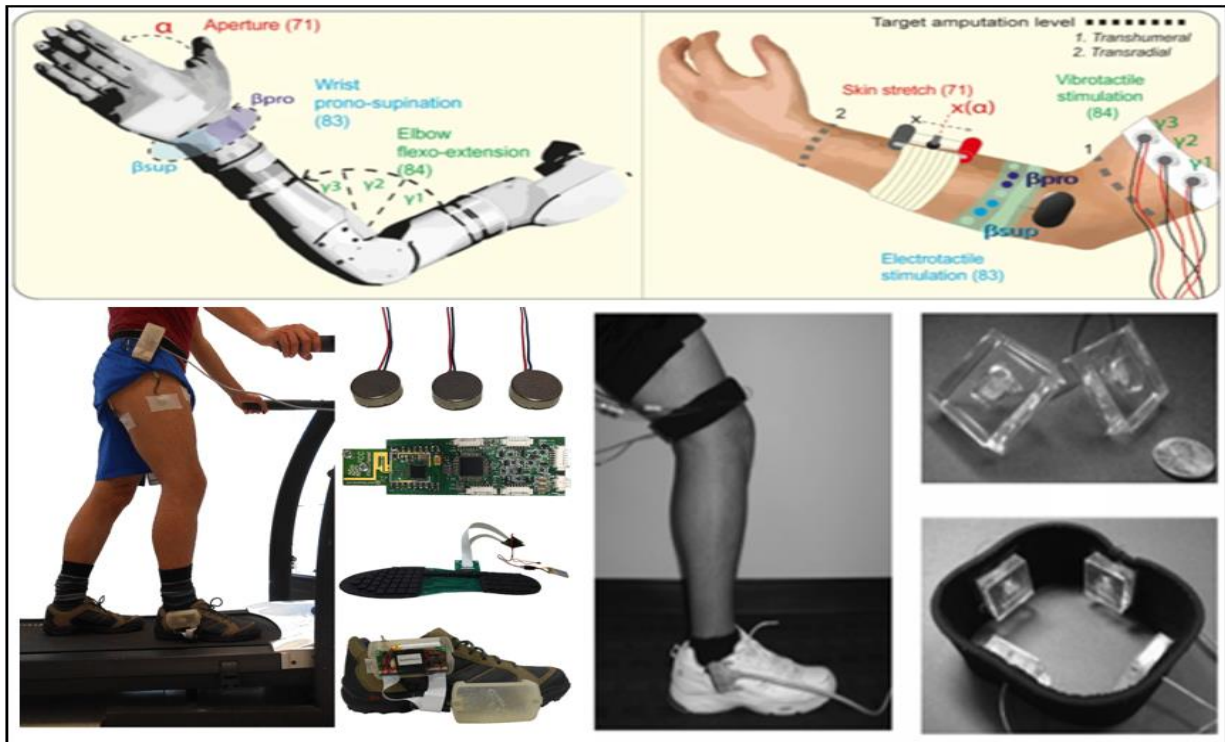 α
Aperture (71)
βpro
Wrist
prono-supination
(83)
βsup
Elbow
flexo-extension
(84)
γ3
γ2
γ1
Target amputation level
1. Transhumeral
2. Transradial
Skin stretch (71)
x
x(α)
Vibrotactile
stimulation
(84)
2
1
γ3
γ2
γ1
βpro
βsup
Electrotactile
stimulation (83)